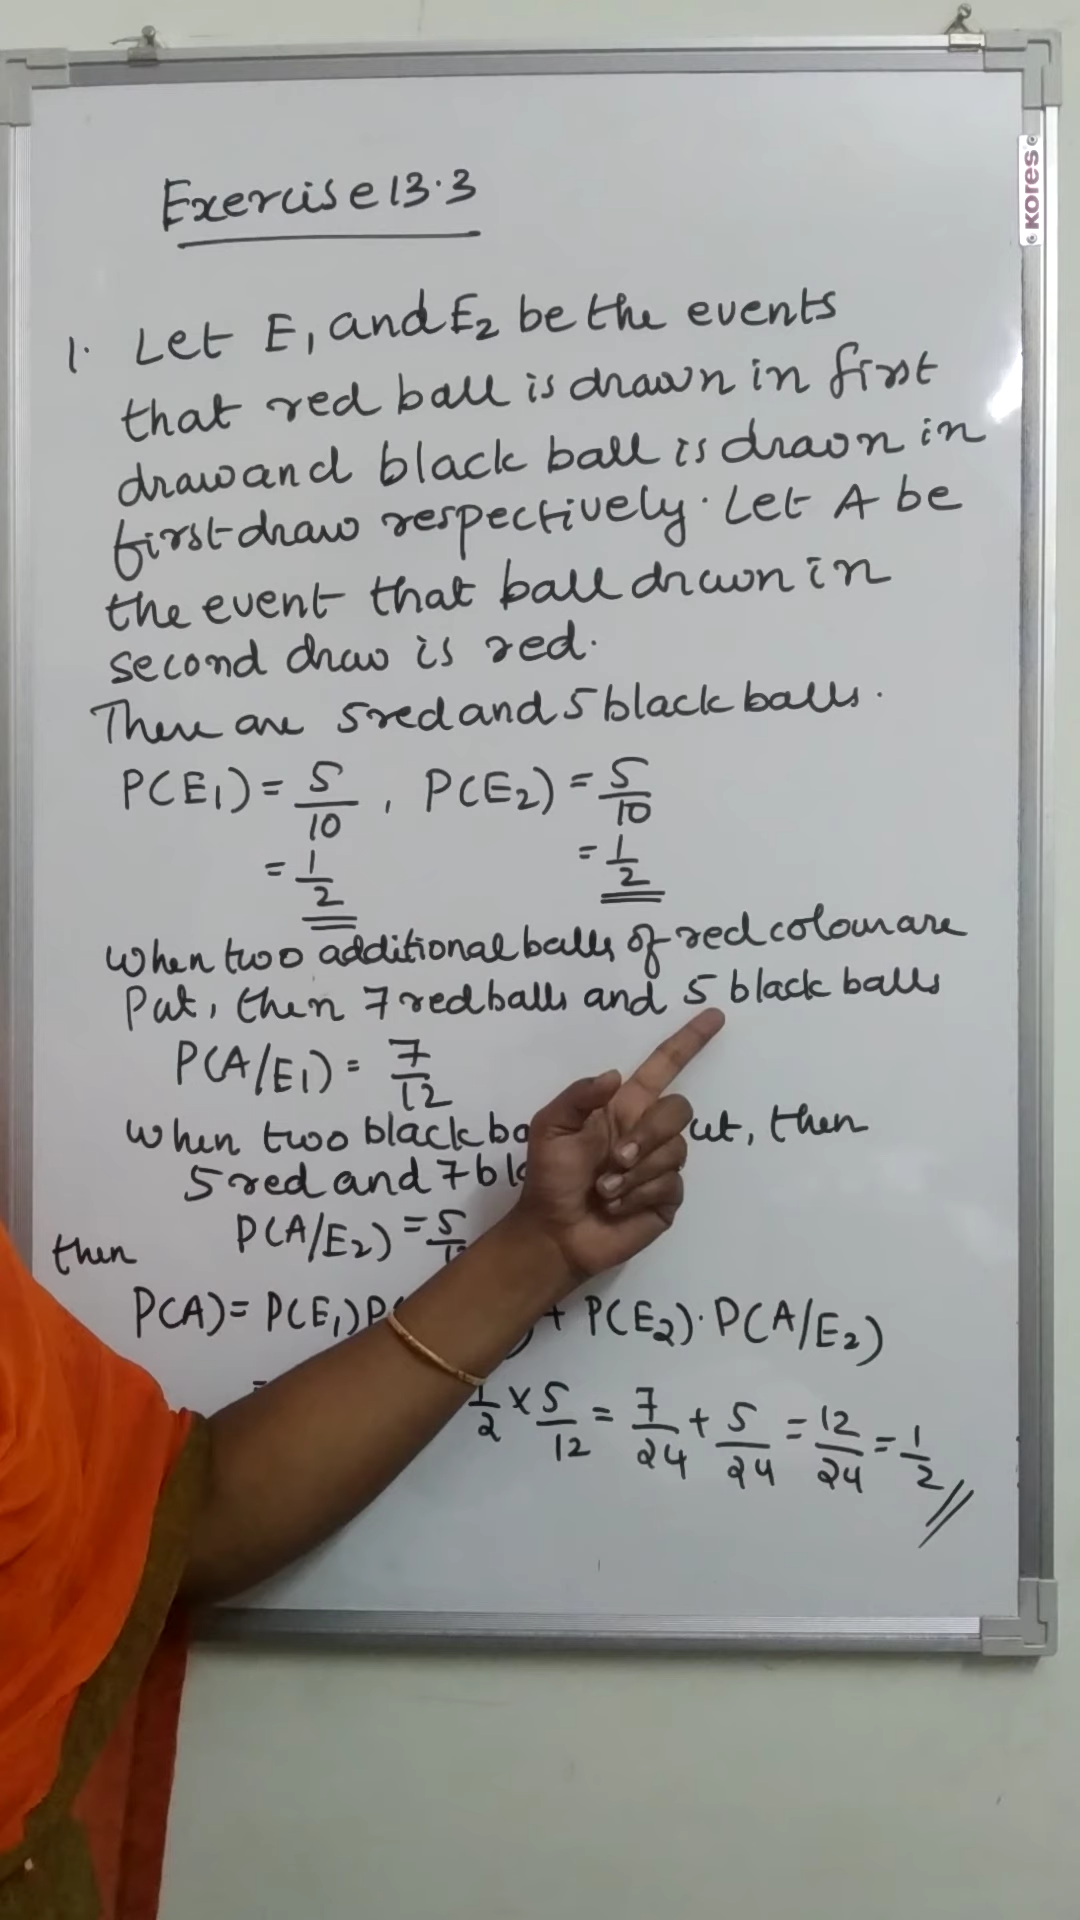 kores
Exercise 13.3
1. Let E1 and E2 be the events
that red ball is drawn in first
draw and black ball is drawn in
first draw respectively. Let A be
the event that ball drawn in
second draw is red.
There are 5 red and 5 black balls.
P(E1) = 5/10 , P(E2) = 5/10
= 1/2 = 1/2
When two additional balls of red colour are
Put, then 7 red balls and 5 black balls
P(A/E1) = 7/12
When two black ut, then
5 red and 7
P(A/E2) = 5/
then
P(A) = P(E1) P + P(E2) . P(A/E2)
= 1/2 × 5/12 = 7/24 + 5/24 = 12/24 = 1/2 //